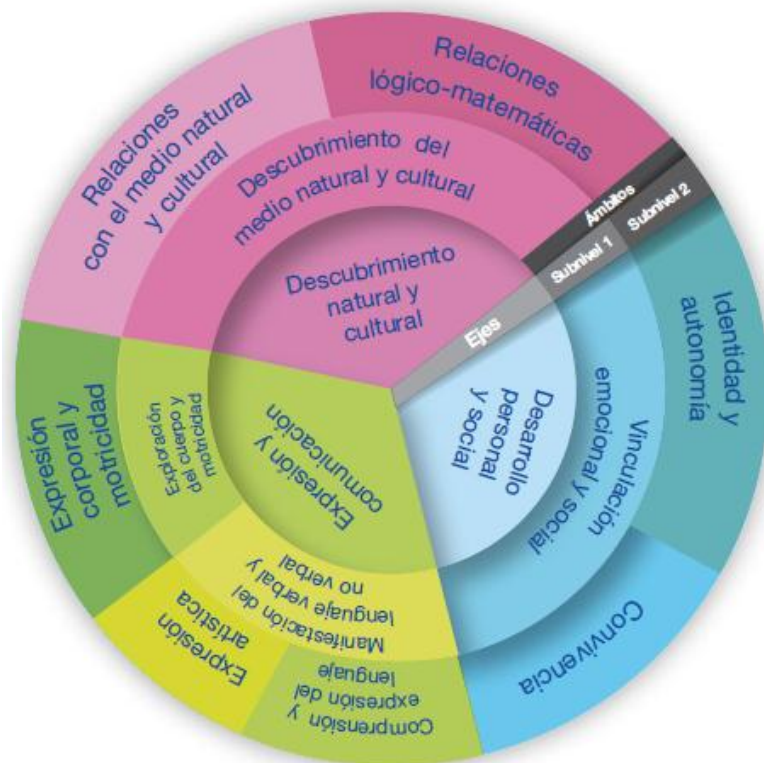 Relaciones
lógico-matemáticas
Relaciones
con el medio natural
y cultural
Descubrimiento del
medio natural y cultural
Descubrimiento
natural y
cultural
Ámbitos
Subnivel 1
Subnivel 2
Ejes
Identidad y
autonomía
Vinculación
emocional y social
Desarrollo
personal
y social
Convivencia
Expresión y
comunicación
Exploración
del cuerpo y
motricidad
Expresión
corporal y
motricidad
Manifestación del
lenguaje verbal y
no verbal
Expresión
artística
Comprensión y
expresión del
lenguaje